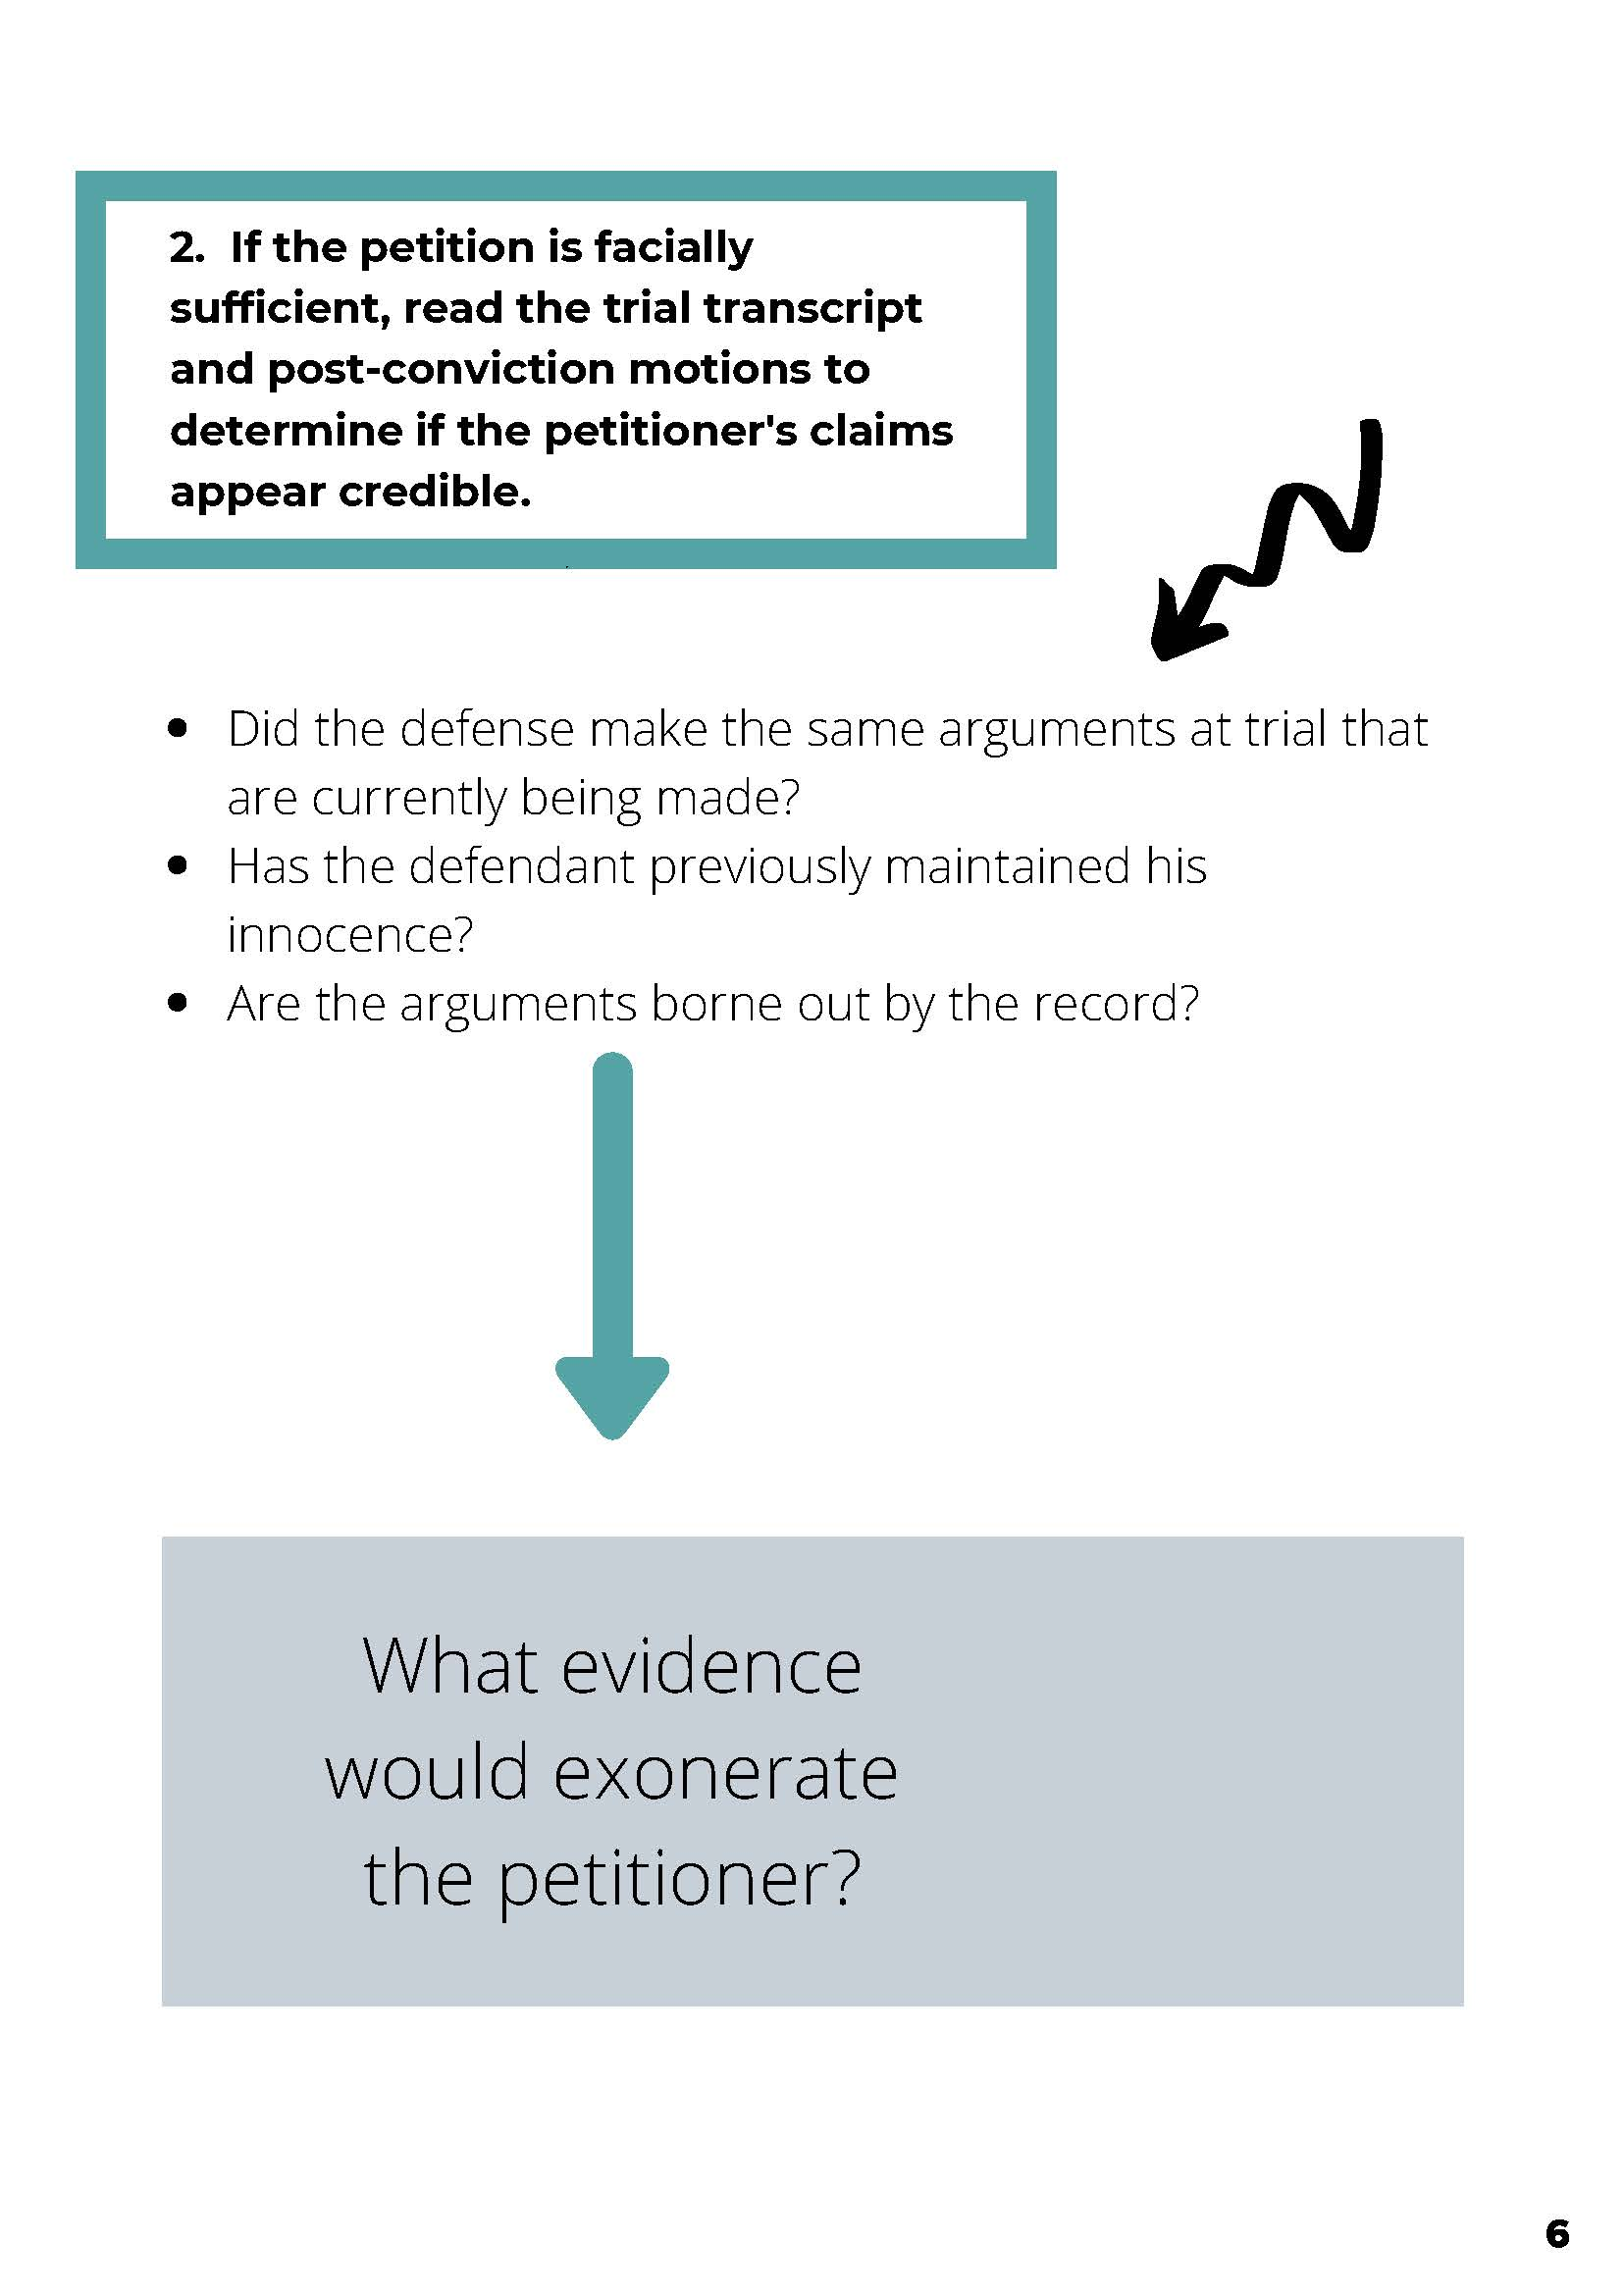 2. If the petition is facially
sufficient, read the trial transcript
and post-conviction motions to
determine if the petitioner's claims
appear credible.
• Did the defense make the same arguments at trial that
are currently being made?
• Has the defendant previously maintained his
innocence?
• Are the arguments borne out by the record?
What evidence
would exonerate
the petitioner?
6